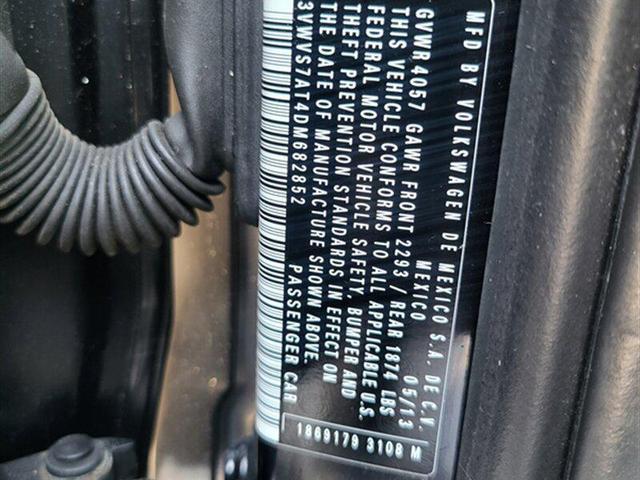 MFD BY VOLKSWAGEN DE MEXICO S.A. DE C.V.
MEXICO 05/13
GVWR 4057 GAWR FRONT 2293 / REAR 1874 LBS
THIS VEHICLE CONFORMS TO ALL APPLICABLE U.S.
FEDERAL MOTOR VEHICLE SAFETY, BUMPER AND
THEFT PREVENTION STANDARDS IN EFFECT ON
THE DATE OF MANUFACTURE SHOWN ABOVE.
3VWVS7AT4DM682852 PASSENGER CAR
1869179 3108 M